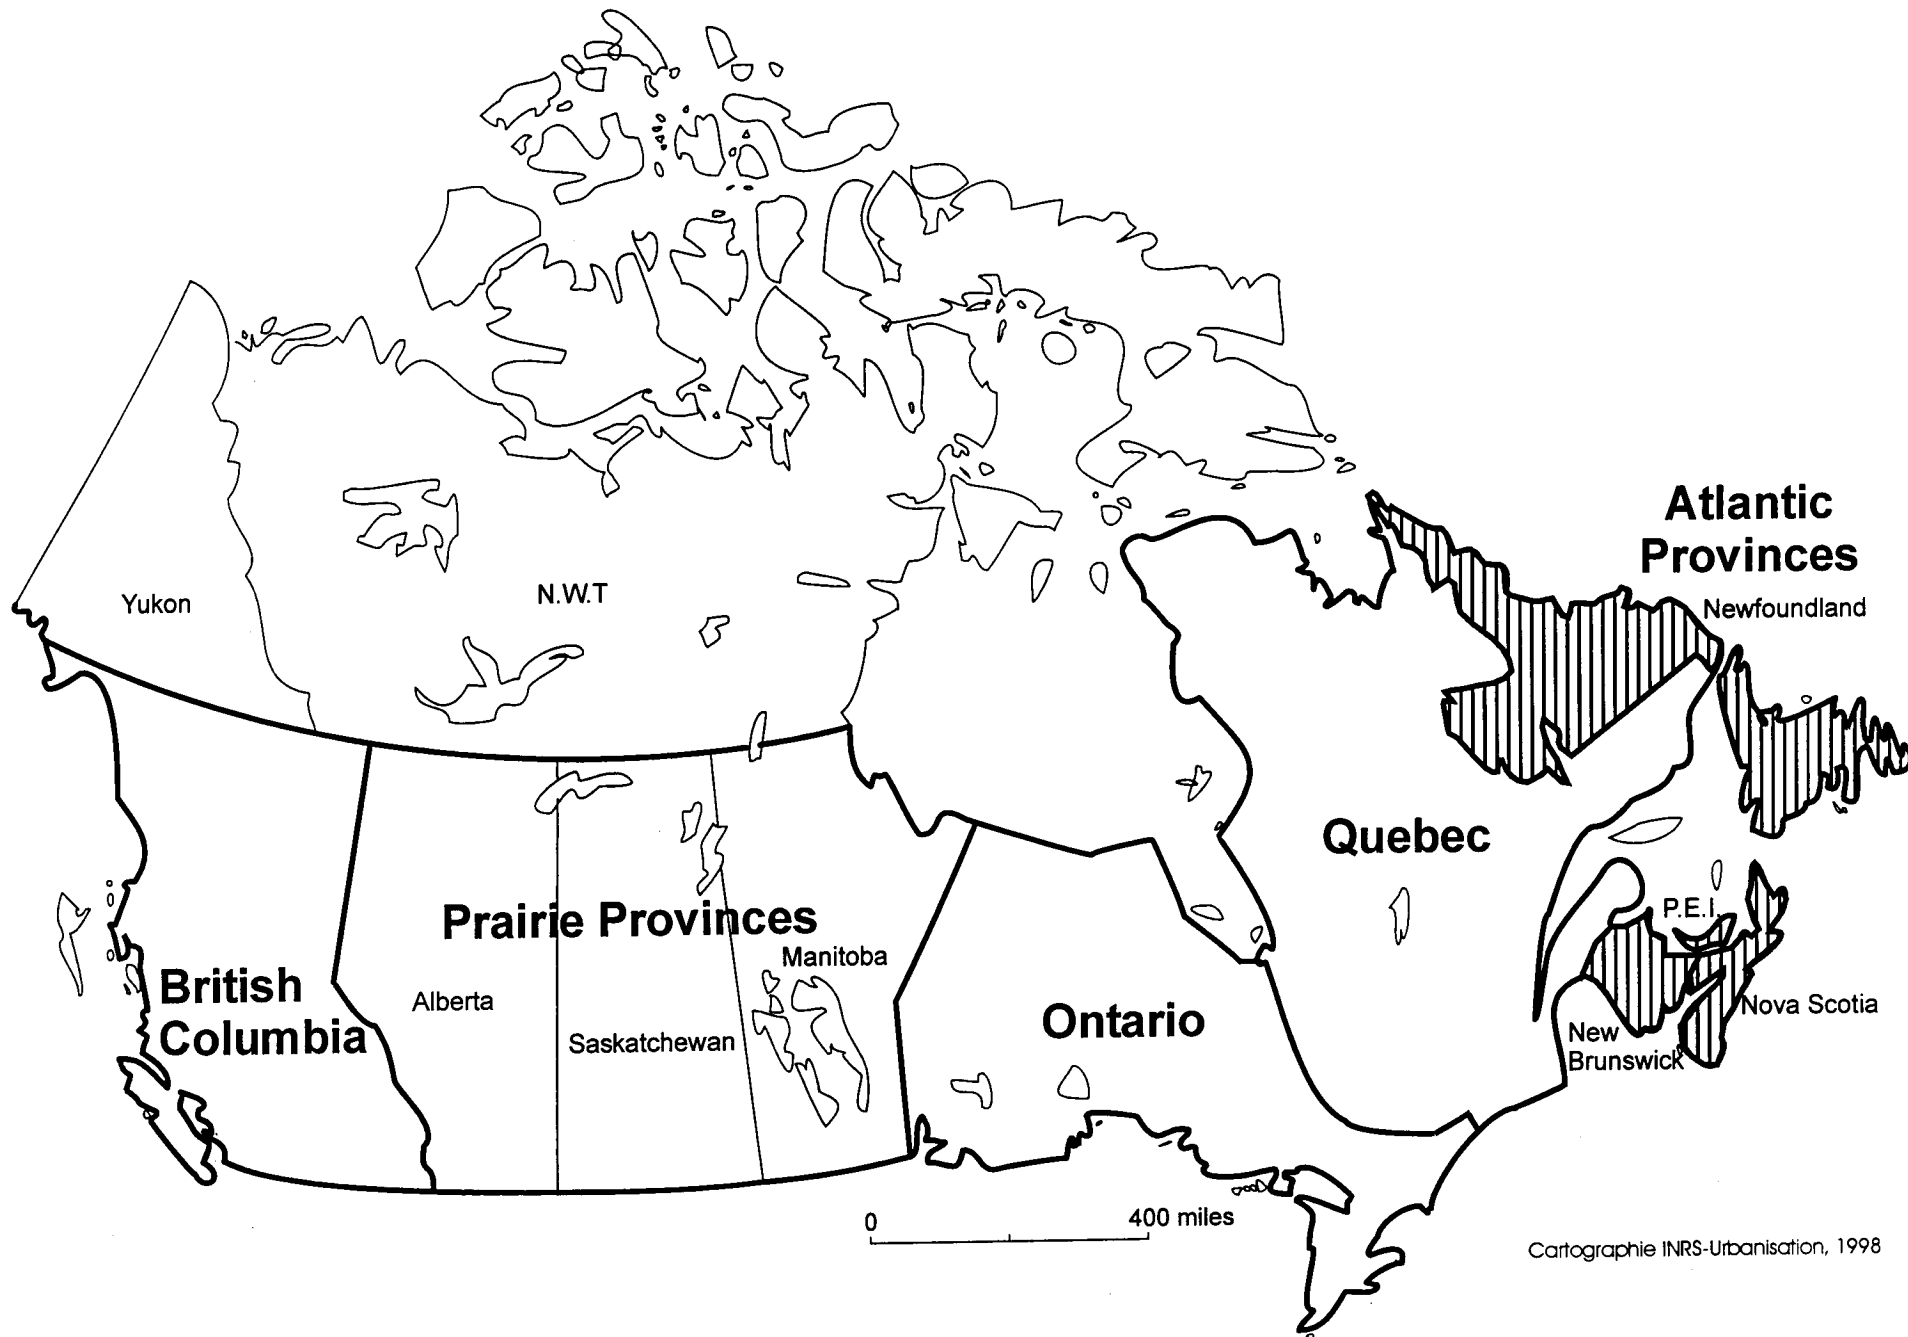 Atlantic
Provinces
Newfoundland
Yukon
N.W.T
Quebec
P.E.I.
Prairie Provinces
Manitoba
British
Columbia
Alberta
Saskatchewan
Ontario
Nova Scotia
New
Brunswick
0
400 miles
Cartographie INRS-Urbanisation, 1998